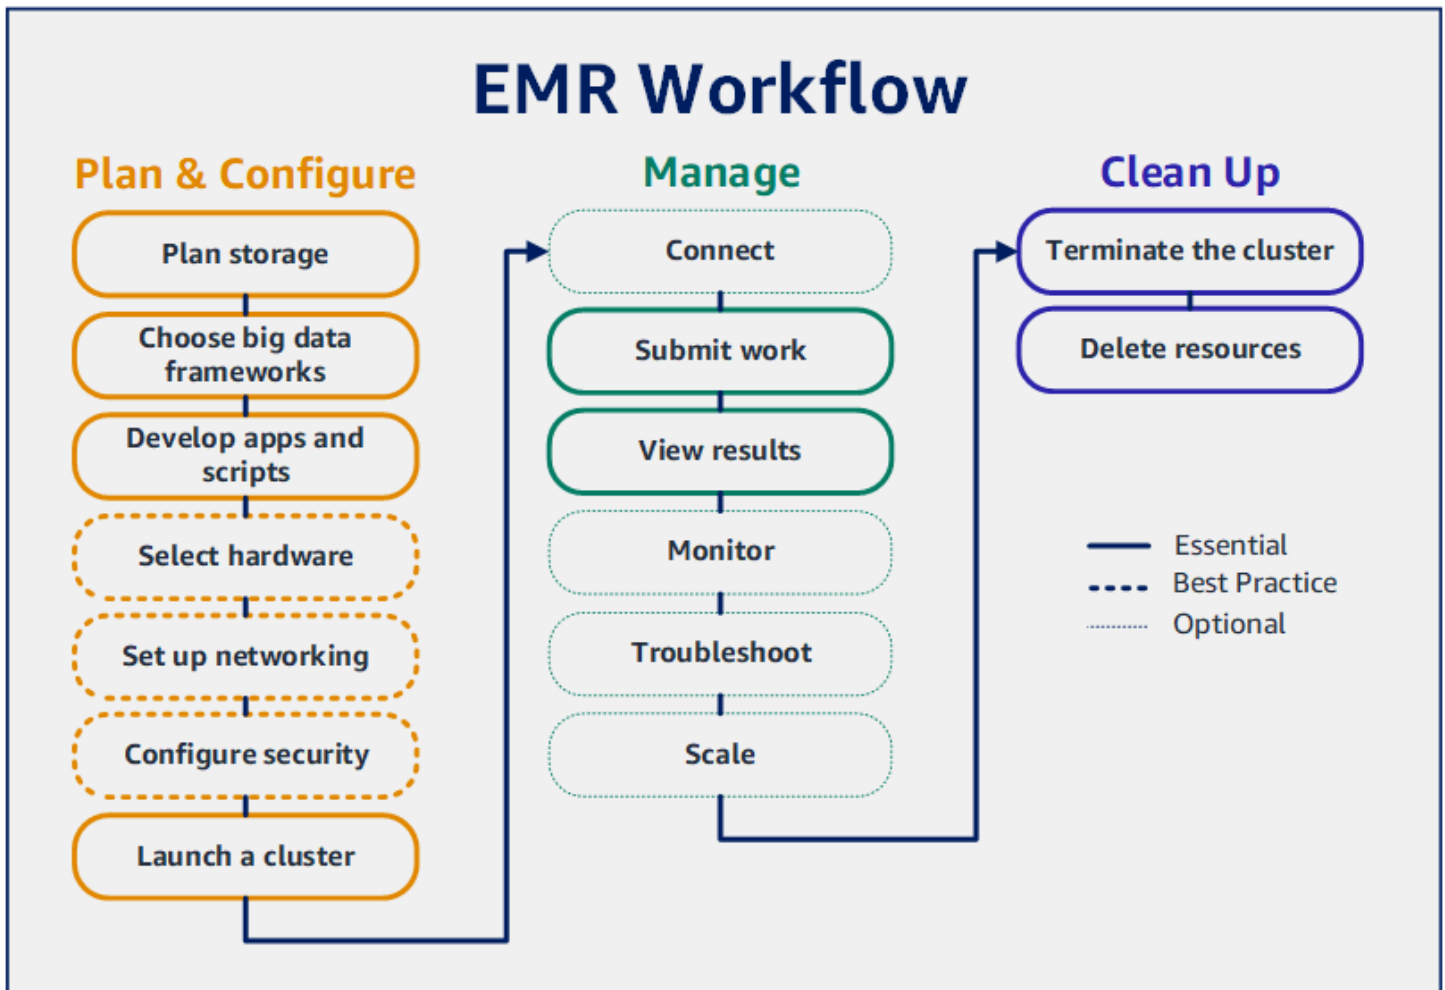 EMR Workflow
Plan & Configure
Plan storage
Choose big data
frameworks
Develop apps and
scripts
Select hardware
Set up networking
Configure security
Launch a cluster
Manage
Connect
Submit work
View results
Monitor
Troubleshoot
Scale
Clean Up
Terminate the cluster
Delete resources
Essential
Best Practice
Optional